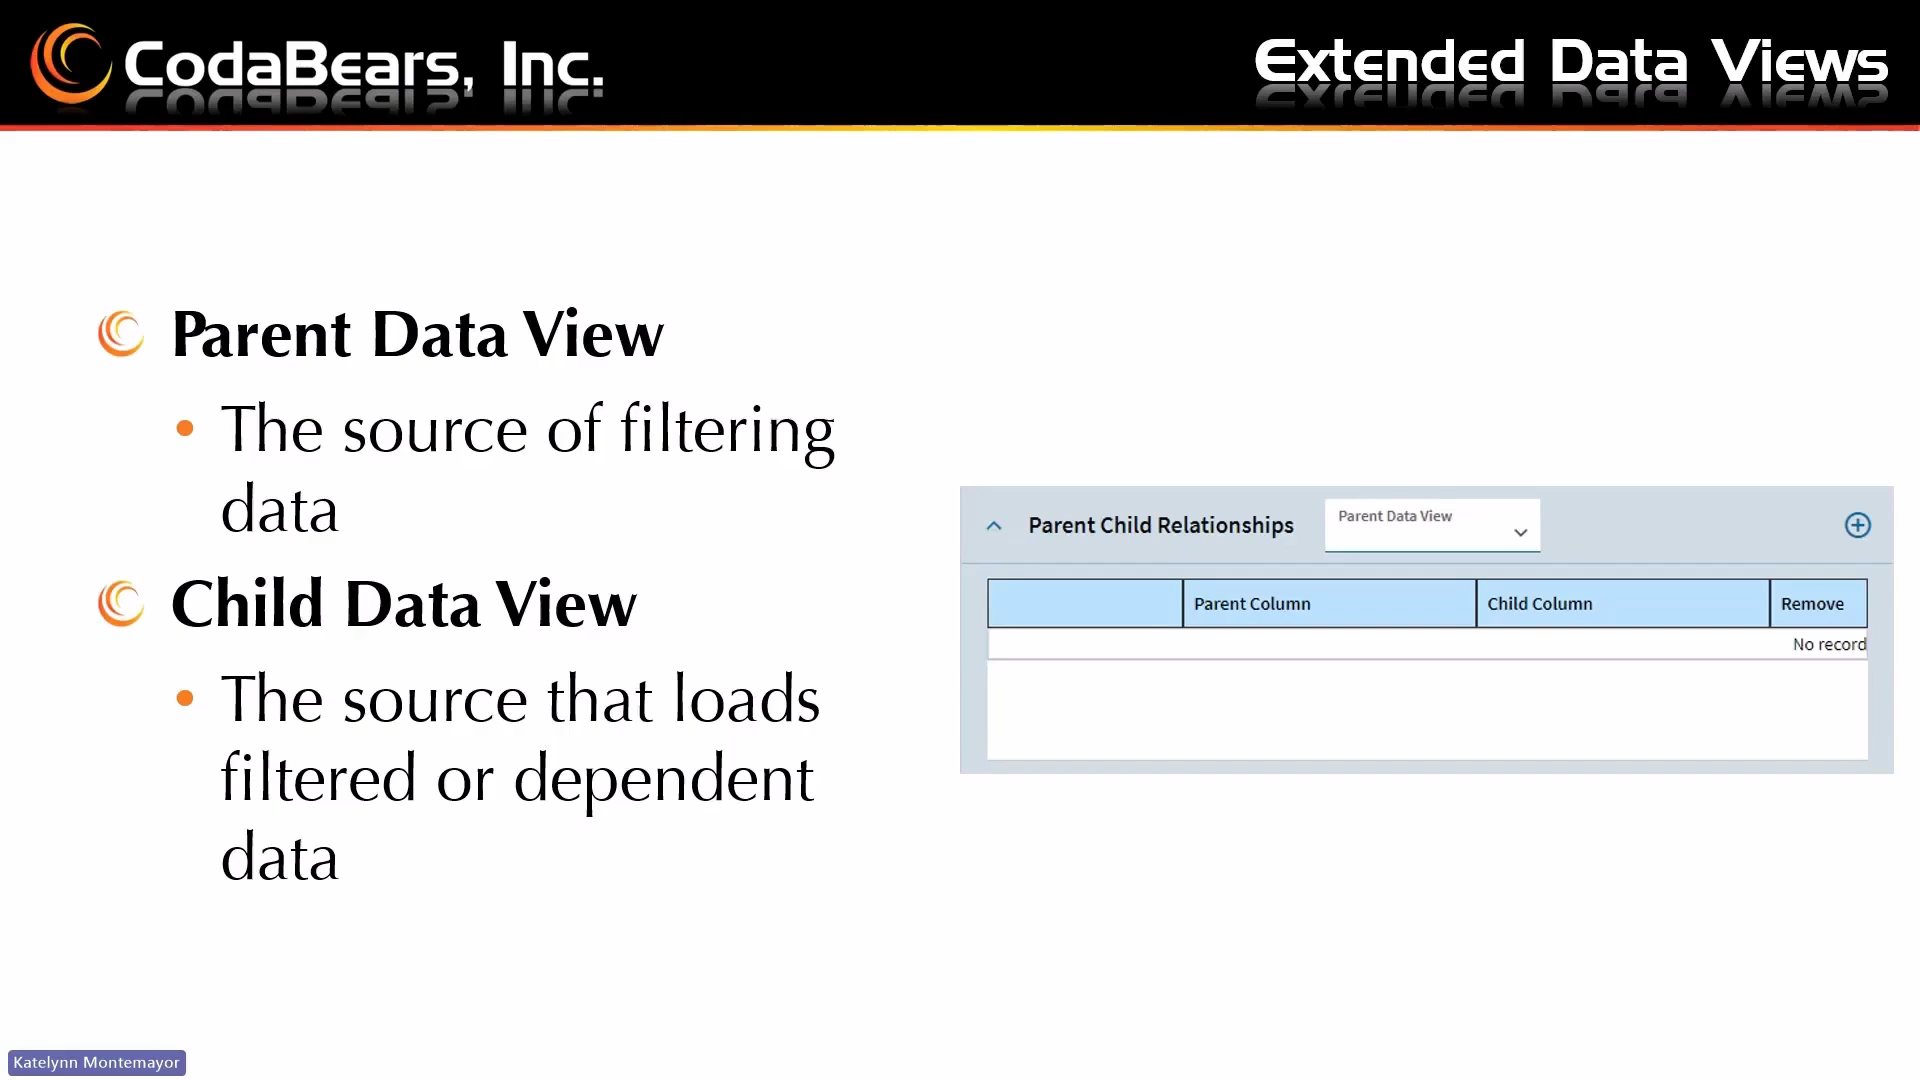 CodaBears, Inc.
Extended Data Views
Parent Data View
• The source of filtering
data
Child Data View
• The source that loads
filtered or dependent
data
Parent Child Relationships
Parent Data View
Parent Column
Child Column
Remove
No record
Katelynn Montemayor